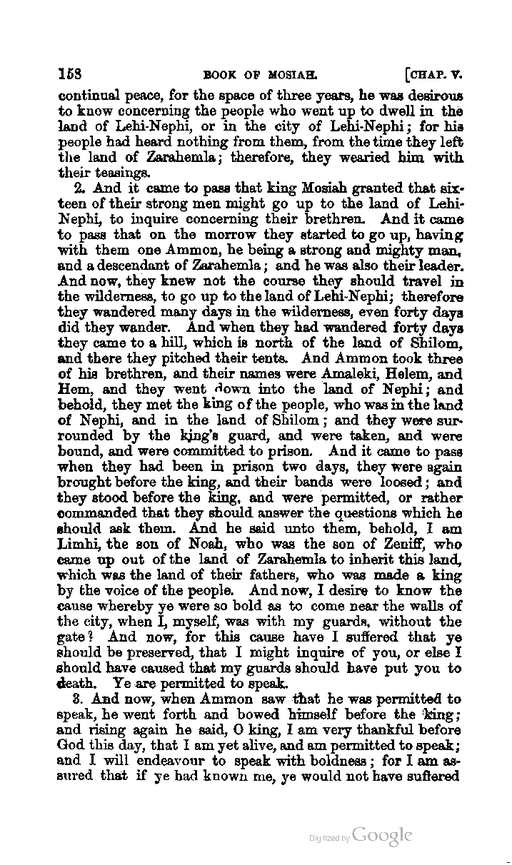 158 BOOK OF MOSIAH. [CHAP. V.
continual peace, for the space of three years, he was desirous
to know concerning the people who went up to dwell in the
land of Lehi-Nephi, or in the city of Lehi-Nephi; for his
people had heard nothing from them, from the time they left
the land of Zarahemla; therefore, they wearied him with
their teasings.
2. And it came to pass that king Mosiah granted that six-
teen of their strong men might go up to the land of Lehi-
Nephi, to inquire concerning their brethren. And it came
to pass that on the morrow they started to go up, having
with them one Ammon, he being a strong and mighty man,
and a descendant of Zarahemla; and he was also their leader.
And now, they knew not the course they should travel in
the wilderness, to go up to the land of Lehi-Nephi; therefore
they wandered many days in the wilderness, even forty days
did they wander. And when they had wandered forty days
they came to a hill, which is north of the land of Shilom,
and there they pitched their tents. And Ammon took three
of his brethren, and their names were Amaleki, Helem, and
Hem, and they went down into the land of Nephi; and
behold, they met the king of the people, who was in the land
of Nephi, and in the land of Shilom; and they were sur-
rounded by the king's guard, and were taken, and were
bound, and were committed to prison. And it came to pass
when they had been in prison two days, they were again
brought before the king, and their bands were loosed; and
they stood before the king, and were permitted, or rather
commanded that they should answer the questions which he
should ask them. And he said unto them, behold, I am
Limhi, the son of Noah, who was the son of Zeniff, who
came up out of the land of Zarahemla to inherit this land,
which was the land of their fathers, who was made a king
by the voice of the people. And now, I desire to know the
cause whereby ye were so bold as to come near the walls of
the city, when I, myself, was with my guards, without the
gate? And now, for this cause have I suffered that ye
should be preserved, that I might inquire of you, or else I
should have caused that my guards should have put you to
death. Ye are permitted to speak.
3. And now, when Ammon saw that he was permitted to
speak, he went forth and bowed himself before the king;
and rising again he said, O king, I am very thankful before
God this day, that I am yet alive, and am permitted to speak;
and I will endeavour to speak with boldness; for I am as-
sured that if ye had known me, ye would not have suffered
Digitized by Google